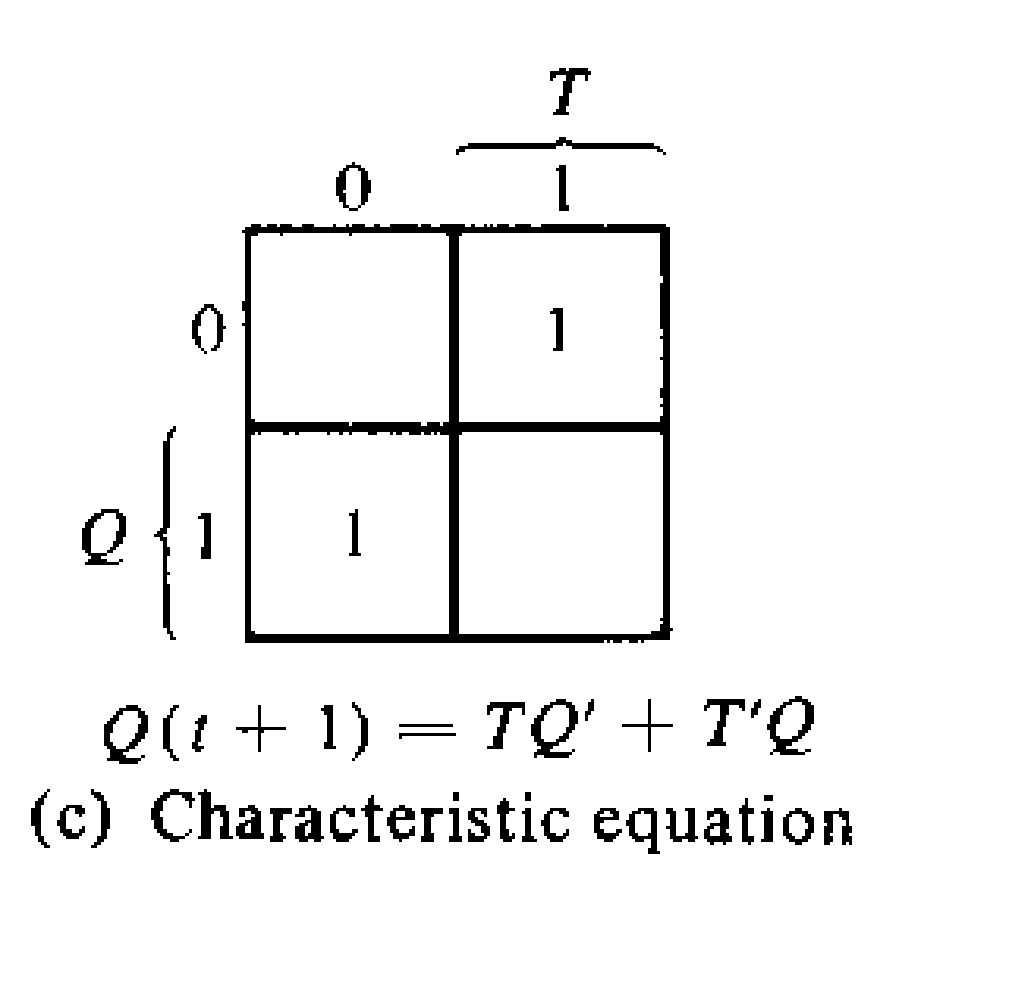 T
0 1
0 1
Q { 1 1
Q(t + 1) = TQ' + T'Q
(c) Characteristic equation